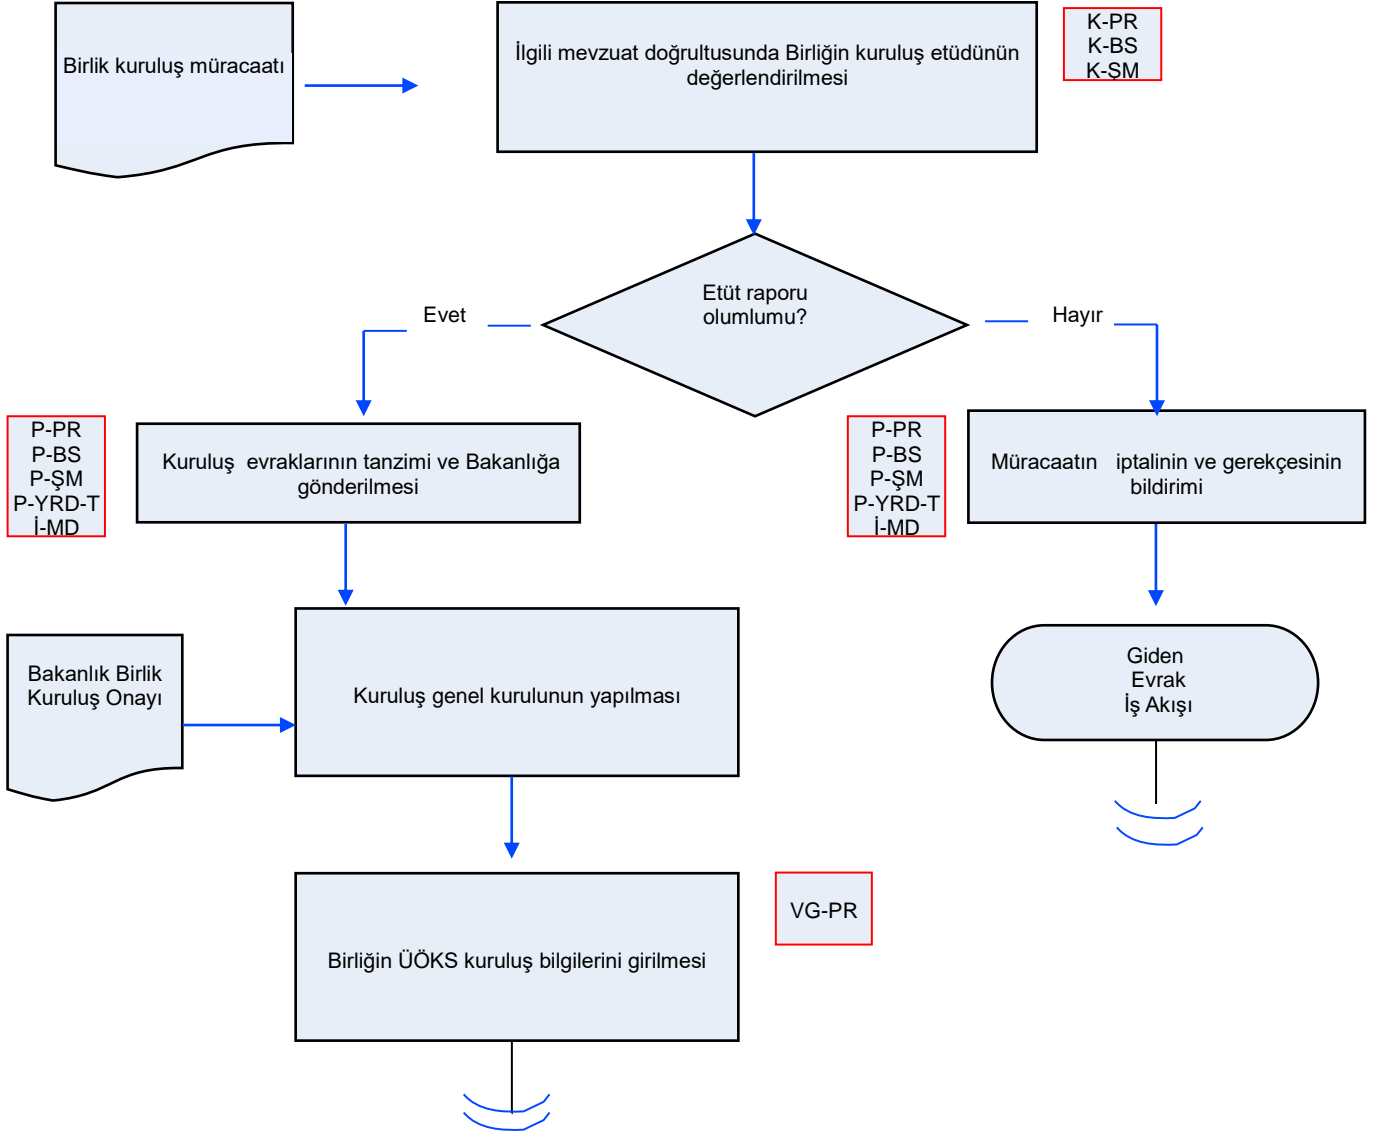 Birlik kuruluş müracaatı
İlgili mevzuat doğrultusunda Birliğin kuruluş etüdünün
değerlendirilmesi
K-PR
K-BS
K-ŞM
Etüt raporu
olumlumu?
Evet
Hayır
P-PR
P-BS
P-ŞM
P-YRD-T
İ-MD
Kuruluş evraklarının tanzimi ve Bakanlığa
gönderilmesi
P-PR
P-BS
P-ŞM
P-YRD-T
İ-MD
Müracaatın iptalinin ve gerekçesinin
bildirimi
Bakanlık Birlik
Kuruluş Onayı
Kuruluş genel kurulunun yapılması
Giden
Evrak
İş Akışı
Birliğin ÜÖKS kuruluş bilgilerini girilmesi
VG-PR